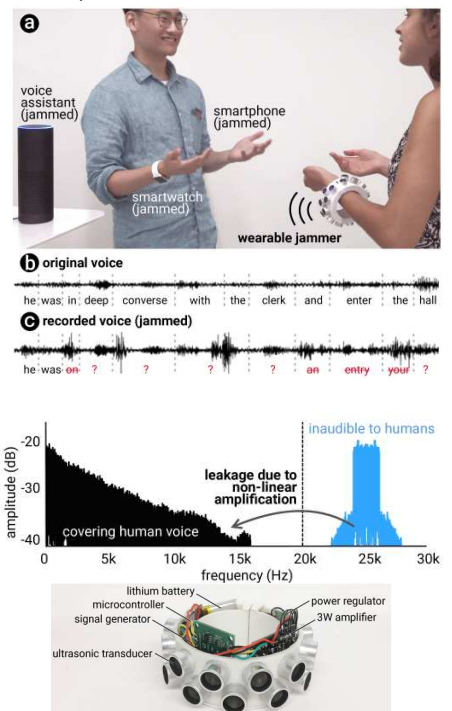 a
voice
assistant
(jammed)
smartphone
(jammed)
smartwatch
(jammed)
wearable jammer
b original voice
he was in deep converse with the clerk and enter the hall
c recorded voice (jammed)
he was on ? ? ? ? an entry your ?
inaudible to humans
leakage due to
non-linear
amplification
covering human voice
amplitude (dB)
-20
-30
-40
0 5k 10k 15k 20k 25k 30k
frequency (Hz)
lithium battery
microcontroller
signal generator
ultrasonic transducer
power regulator
3W amplifier